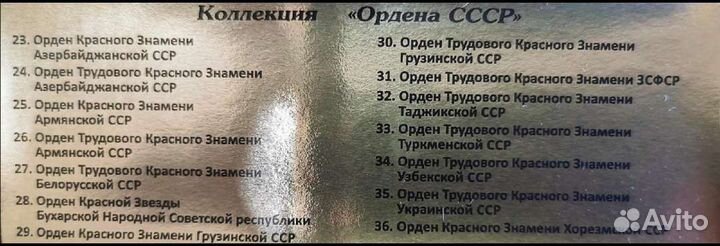 Коллекция «Ордена СССР»
23. Орден Красного Знамени
Азербайджанской ССР
24. Орден Трудового Красного Знамени
Азербайджанской ССР
25. Орден Красного Знамени
Армянской ССР
26. Орден Трудового Красного Знамени
Армянской ССР
27. Орден Трудового Красного Знамени
Белорусской ССР
28. Орден Красной Звезды
Бухарской Народной Советской республики
29. Орден Красного Знамени Грузинской ССР
30. Орден Трудового Красного Знамени
Грузинской ССР
31. Орден Трудового Красного Знамени ЗСФСР
32. Орден Трудового Красного Знамени
Таджикской ССР
33. Орден Трудового Красного Знамени
Туркменской ССР
34. Орден Трудового Красного Знамени
Узбекской ССР
35. Орден Трудового Красного Знамени
Украинской ССР
36. Орден Красного Знамени
Avito